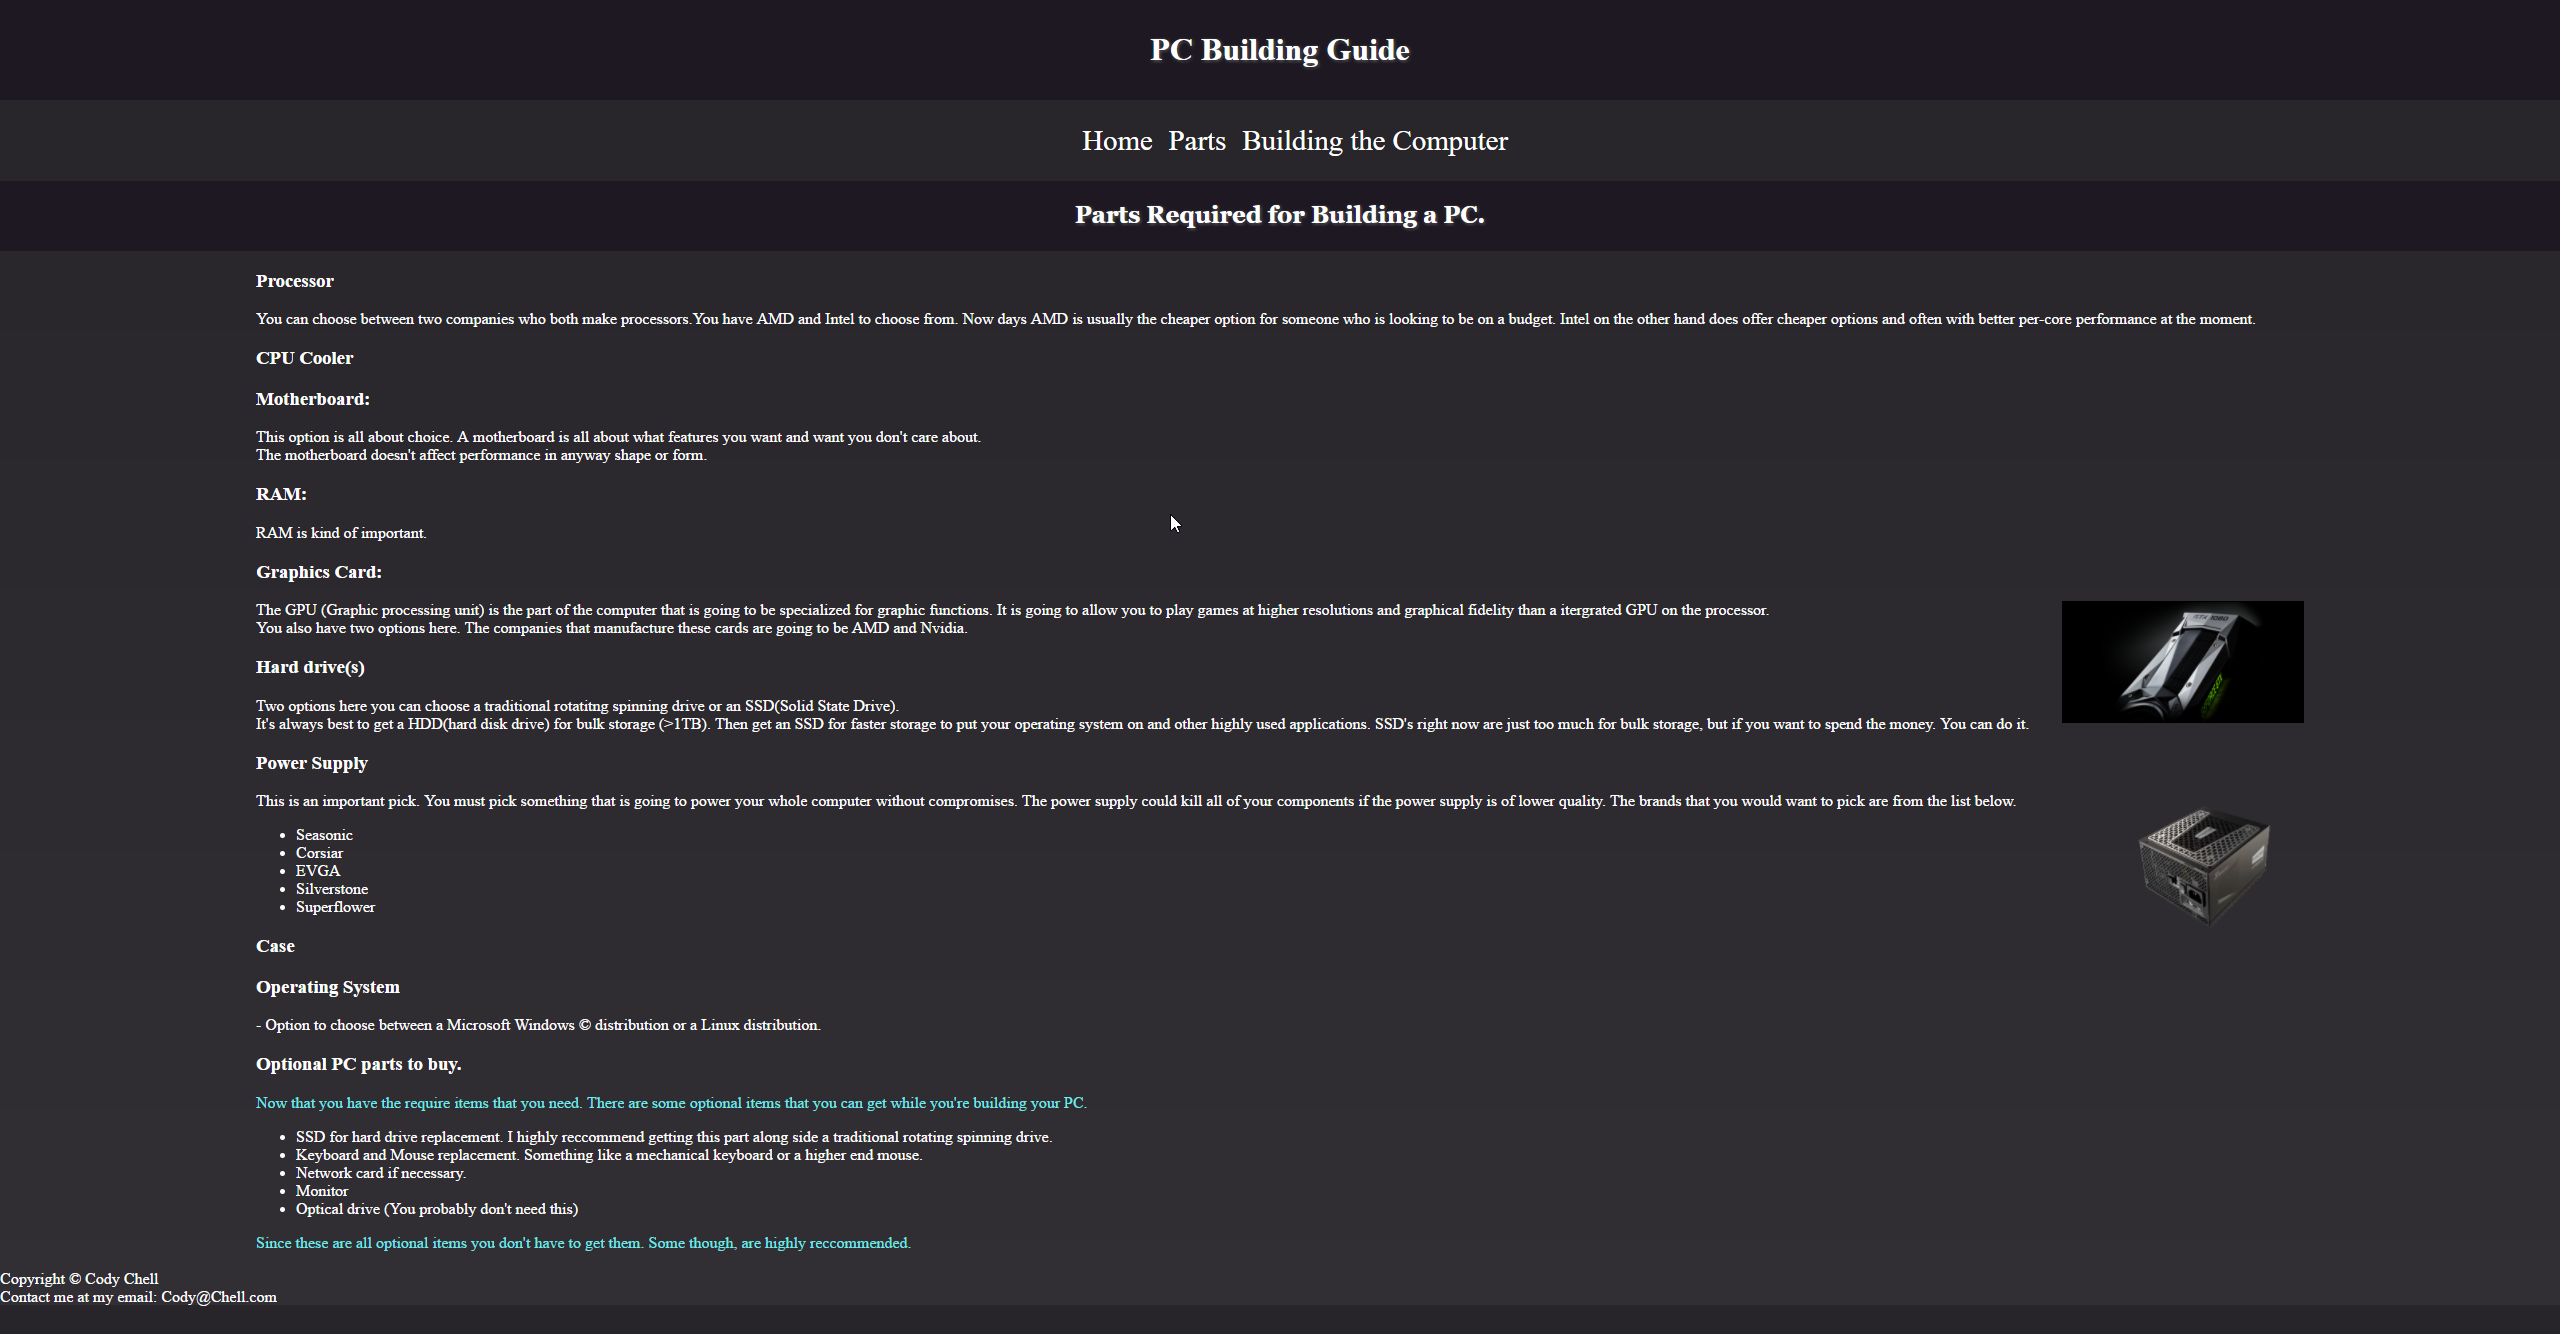 PC Building Guide
Home Parts Building the Computer
Parts Required for Building a PC.
Processor
You can choose between two companies who both make processors.You have AMD and Intel to choose from. Now days AMD is usually the cheaper option for someone who is looking to be on a budget. Intel on the other hand does offer cheaper options and often with better per-core performance at the moment.
CPU Cooler
Motherboard:
This option is all about choice. A motherboard is all about what features you want and want you don't care about.
The motherboard doesn't affect performance in anyway shape or form.
RAM:
RAM is kind of important.
Graphics Card:
The GPU (Graphic processing unit) is the part of the computer that is going to be specialized for graphic functions. It is going to allow you to play games at higher resolutions and graphical fidelity than a itergrated GPU on the processor.
You also have two options here. The companies that manufacture these cards are going to be AMD and Nvidia.
Hard drive(s)
Two options here you can choose a traditional rotatitng spinning drive or an SSD(Solid State Drive).
It's always best to get a HDD(hard disk drive) for bulk storage (>1TB). Then get an SSD for faster storage to put your operating system on and other highly used applications. SSD's right now are just too much for bulk storage, but if you want to spend the money. You can do it.
Power Supply
This is an important pick. You must pick something that is going to power your whole computer without compromises. The power supply could kill all of your components if the power supply is of lower quality. The brands that you would want to pick are from the list below.
• Seasonic
• Corsiar
• EVGA
• Silverstone
• Superflower
Case
Operating System
- Option to choose between a Microsoft Windows © distribution or a Linux distribution.
Optional PC parts to buy.
Now that you have the require items that you need. There are some optional items that you can get while you're building your PC.
• SSD for hard drive replacement. I highly reccommend getting this part along side a traditional rotating spinning drive.
• Keyboard and Mouse replacement. Something like a mechanical keyboard or a higher end mouse.
• Network card if necessary.
• Monitor
• Optical drive (You probably don't need this)
Since these are all optional items you don't have to get them. Some though, are highly reccommended.
Copyright © Cody Chell
Contact me at my email: Cody@Chell.com